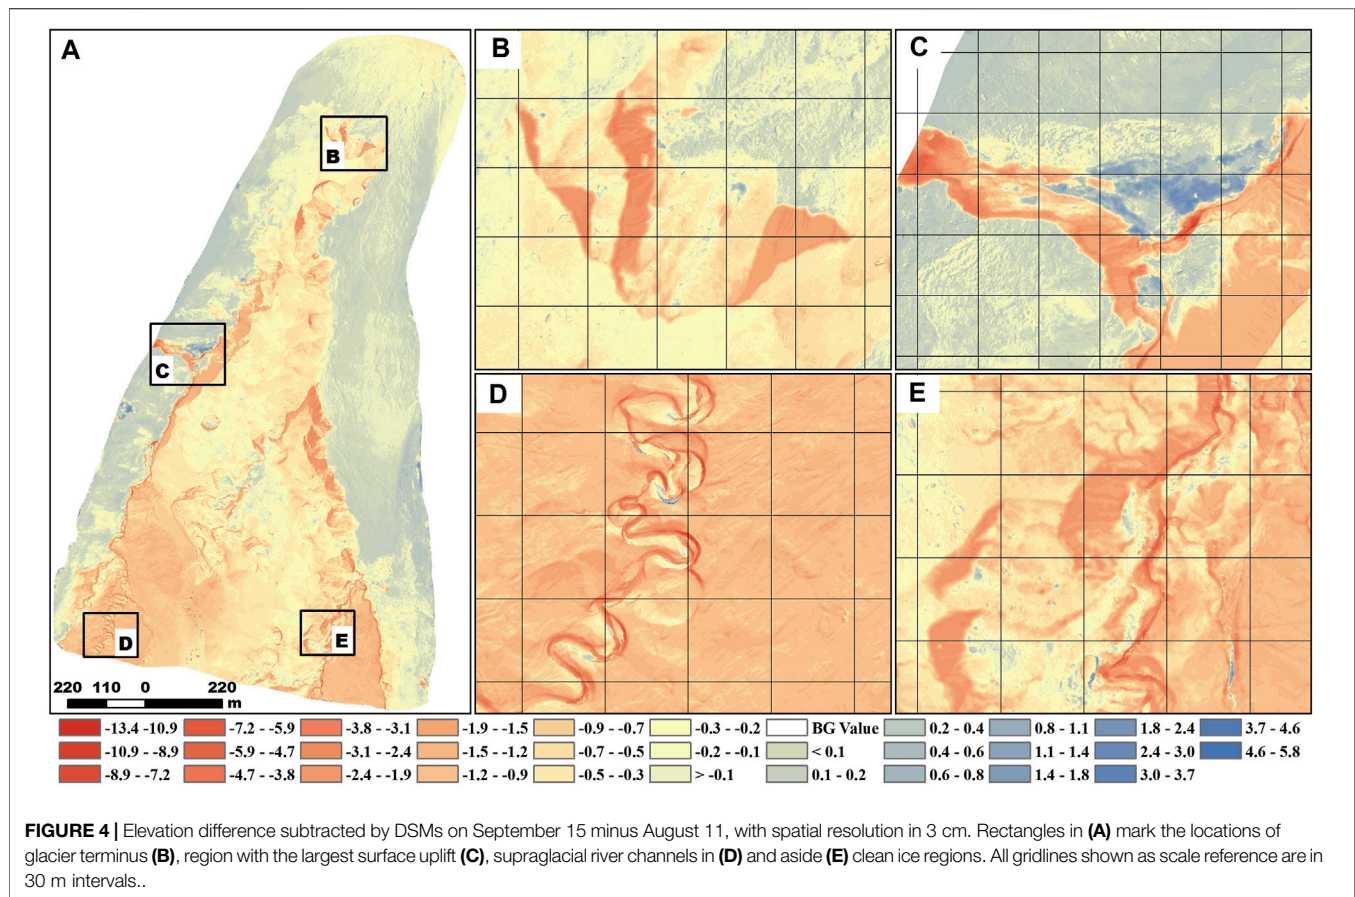 A
B
C
B
C
D
E
D
E
220 110 0 220
m
-13.4 -10.9 -7.2 - -5.9 -3.8 - -3.1 -1.9 - -1.5 -0.9 - -0.7 -0.3 - -0.2 BG Value 0.2 - 0.4 0.8 - 1.1 1.8 - 2.4 3.7 - 4.6
-10.9 - -8.9 -5.9 - -4.7 -3.1 - -2.4 -1.5 - -1.2 -0.7 - -0.5 -0.2 - -0.1 < 0.1 0.4 - 0.6 1.1 - 1.4 2.4 - 3.0 4.6 - 5.8
-8.9 - -7.2 -4.7 - -3.8 -2.4 - -1.9 -1.2 - -0.9 -0.5 - -0.3 > -0.1 0.1 - 0.2 0.6 - 0.8 1.4 - 1.8 3.0 - 3.7
FIGURE 4 | Elevation difference subtracted by DSMs on September 15 minus August 11, with spatial resolution in 3 cm. Rectangles in (A) mark the locations of
glacier terminus (B), region with the largest surface uplift (C), supraglacial river channels in (D) and aside (E) clean ice regions. All gridlines shown as scale reference are in
30 m intervals..